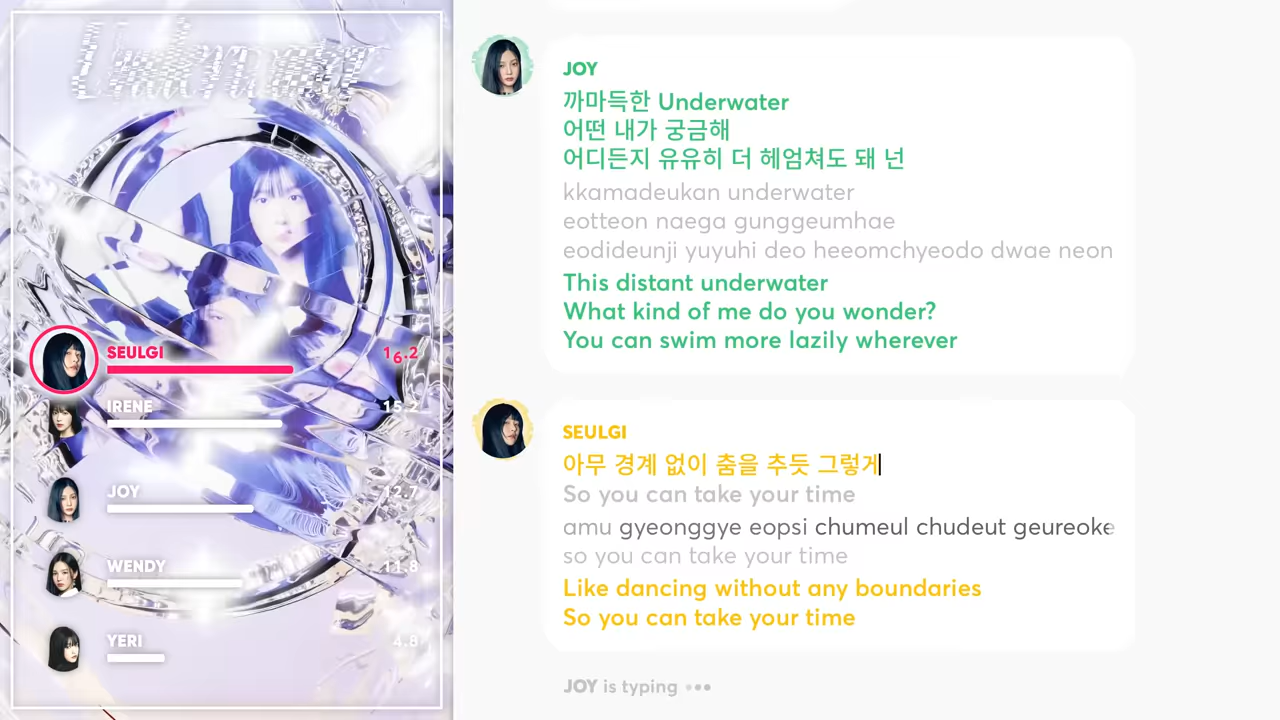 Underwater
SEULGI
16.2
IRENE
15.2
JOY
12.7
WENDY
11.8
YERI
4.8
JOY
까마득한 Underwater
어떤 내가 궁금해
어디든지 유유히 더 헤엄쳐도 돼 넌
kkamadeukan underwater
eotteon naega gunggeumhae
eodideunji yuyuhi deo heeomchyeodo dwae neon
This distant underwater
What kind of me do you wonder?
You can swim more lazily wherever
SEULGI
아무 경계 없이 춤을 추듯 그렇게
So you can take your time
amu gyeonggye eopsi chumeul chudeut geureoke
so you can take your time
Like dancing without any boundaries
So you can take your time
JOY is typing •••